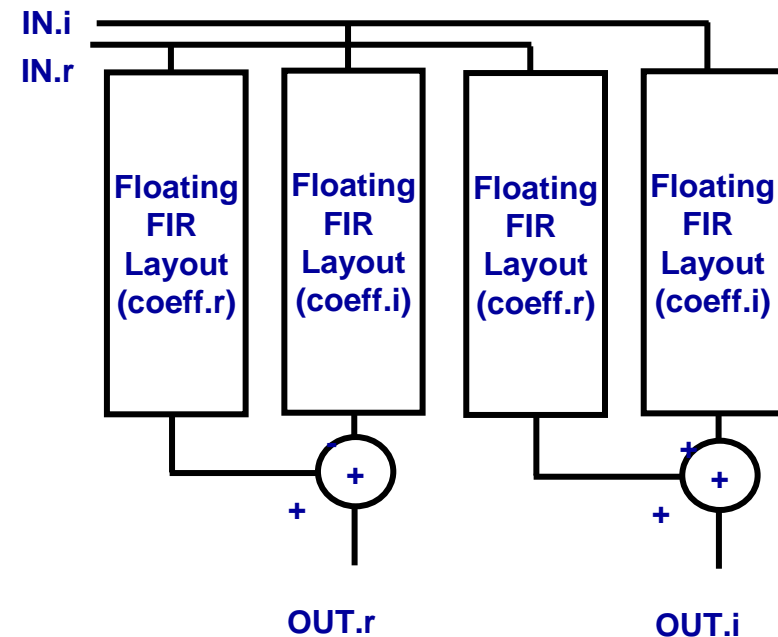 IN.i
IN.r
Floating
FIR
Layout
(coeff.r)
Floating
FIR
Layout
(coeff.i)
Floating
FIR
Layout
(coeff.r)
Floating
FIR
Layout
(coeff.i)
-
+
+
+
+
+
OUT.r
OUT.i